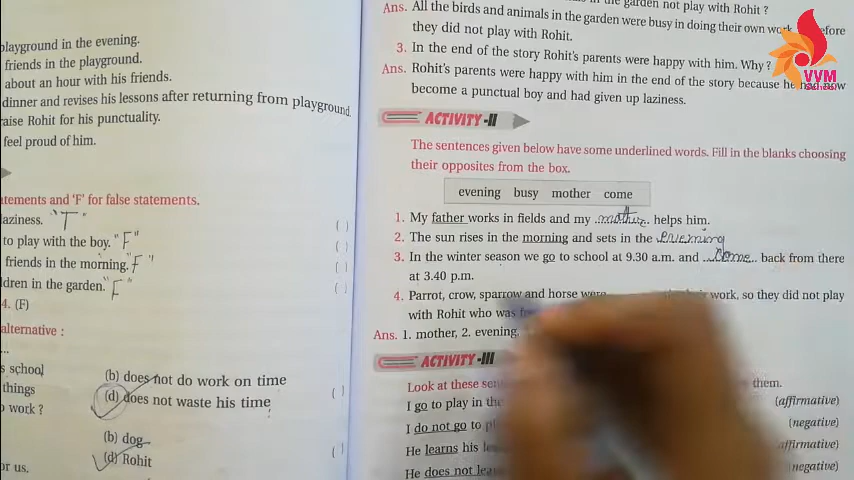 playground in the evening.
friends in the playground.
about an hour with his friends.
dinner and revises his lessons after returning from playground.
raise Rohit for his punctuality.
feel proud of him.
tements and 'F' for false statements.
laziness. "T" ( )
to play with the boy. "F" ( )
friends in the morning. "F" ( )
ldren in the garden. "F" ( )
4. (F)
alternative :
s school
(b) does not do work on time
things
(d) does not waste his time ( )
work ?
(b) dog
(d) Rohit ( )
or us.
the garden not play with Rohit ?
Ans. All the birds and animals in the garden were busy in doing their own work
they did not play with Rohit.
3. In the end of the story Rohit's parents were happy with him. Why ?
Ans. Rohit's parents were happy with him in the end of the story because he had now
become a punctual boy and had given up laziness.
VVM
ACTIVITY-II
The sentences given below have some underlined words. Fill in the blanks choosing
their opposites from the box.
evening busy mother come
1. My father works in fields and my mother helps him.
2. The sun rises in the morning and sets in the evening
3. In the winter season we go to school at 9.30 a.m. and come back from there
at 3.40 p.m.
4. Parrot, crow, sparrow and horse were work, so they did not play
with Rohit who was
Ans. 1. mother, 2. evening,
ACTIVITY-III
Look at these them.
I go to play in the (affirmative)
I do not go to (negative)
He learns his (affirmative)
He does not (negative)